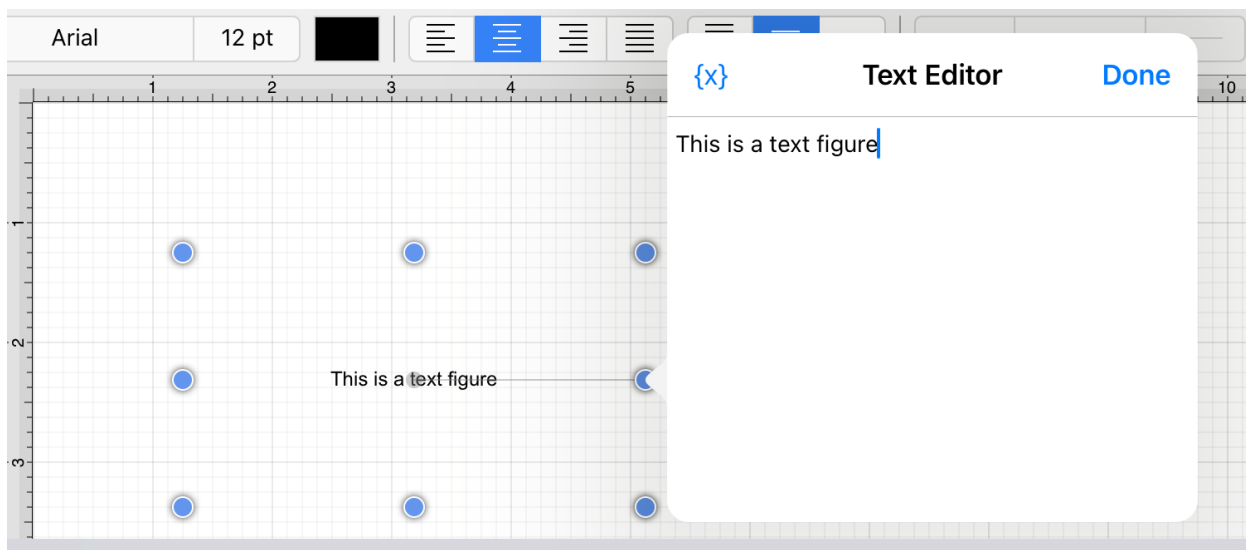 Arial 12 pt
{x} Text Editor Done
1 2 3 4 5 10
This is a text figure
1
2
This is a text figure
3